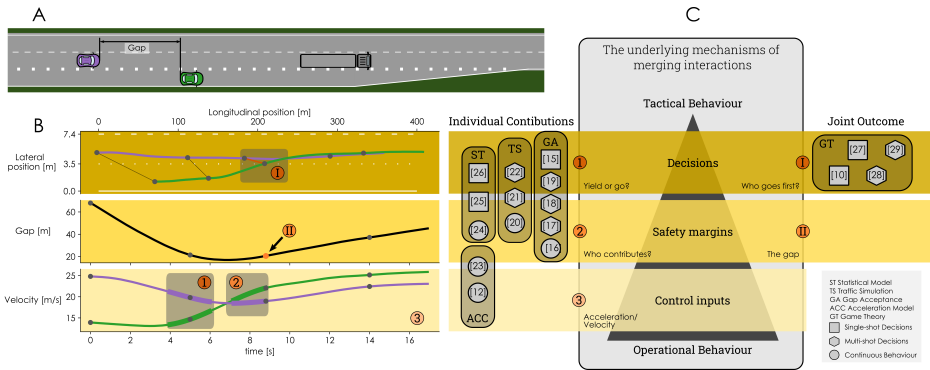 A
Gap
B
Longitudinal position [m]
0
100
200
300
400
Lateral
position [m]
7.4
3.5
0.0
I
Gap [m]
60
40
20
II
Velocity [m/s]
25
20
15
1
2
3
0
2
4
6
8
10
12
14
16
time [s]
C
The underlying mechanisms of
merging interactions
Tactical Behaviour
Individual Contibutions
Joint Outcome
ST
[26]
[25]
[24]
TS
[22]
[21]
[20]
GA
[15]
[19]
[18]
[17]
[16
[23]
[12]
ACC
1
Decisions
I
Yield or go?
Who goes first?
GT
[27]
[29]
[10]
[28]
2
Safety margins
II
Who contributes?
The gap
3
Control inputs
Acceleration/
Velocity
Operational Behaviour
ST Statistical Model
TS Traffic Simulation
GA Gap Acceptance
ACC Acceleration Model
GT Game Theory
Single-shot Decisions
Multi-shot Decisions
Continuous Behaviour